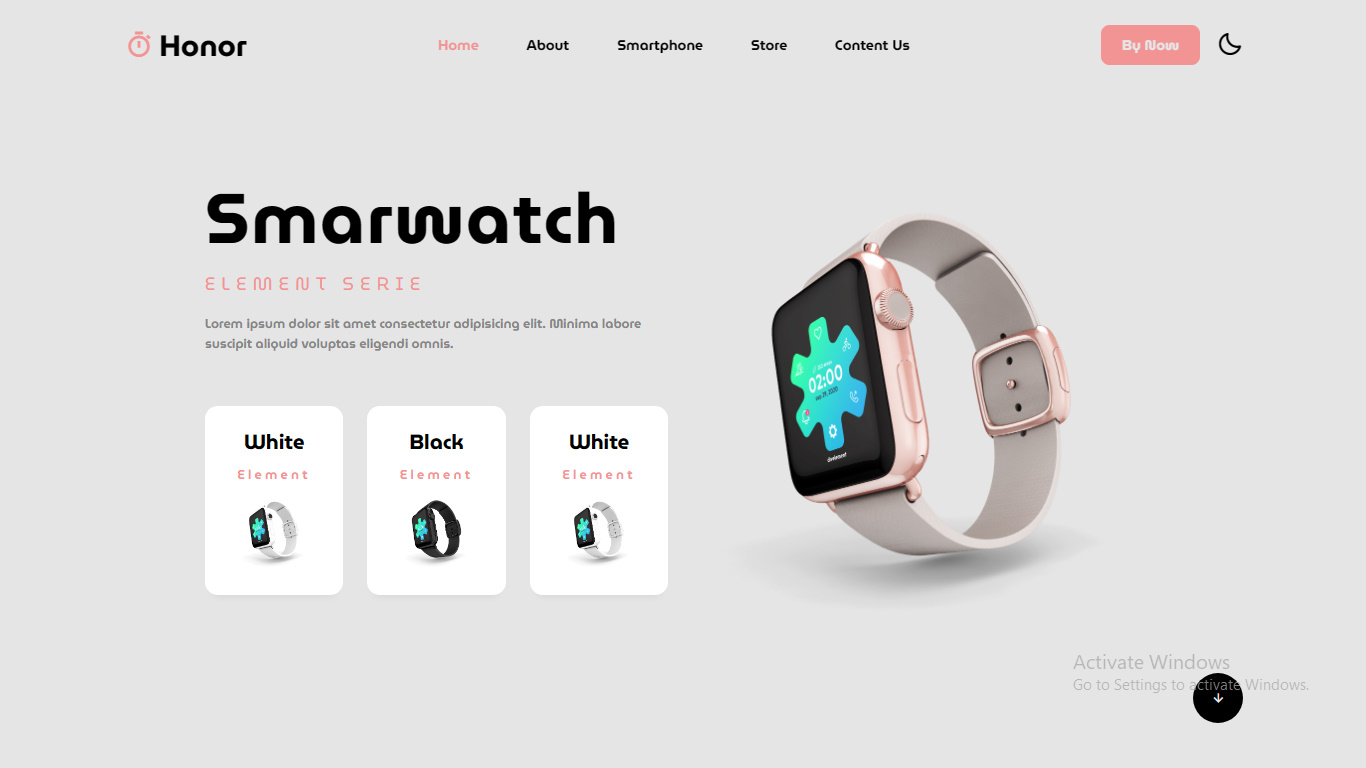 Honor
Home
About
Smartphone
Store
Content Us
By Now
Smarwatch
ELEMENT SERIE
Lorem ipsum dolor sit amet consectetur adipisicing elit. Minima labore
suscipit aliquid voluptas eligendi omnis.
White
Element
Black
Element
White
Element
02:00
Activate Windows
Go to Settings to activate Windows.